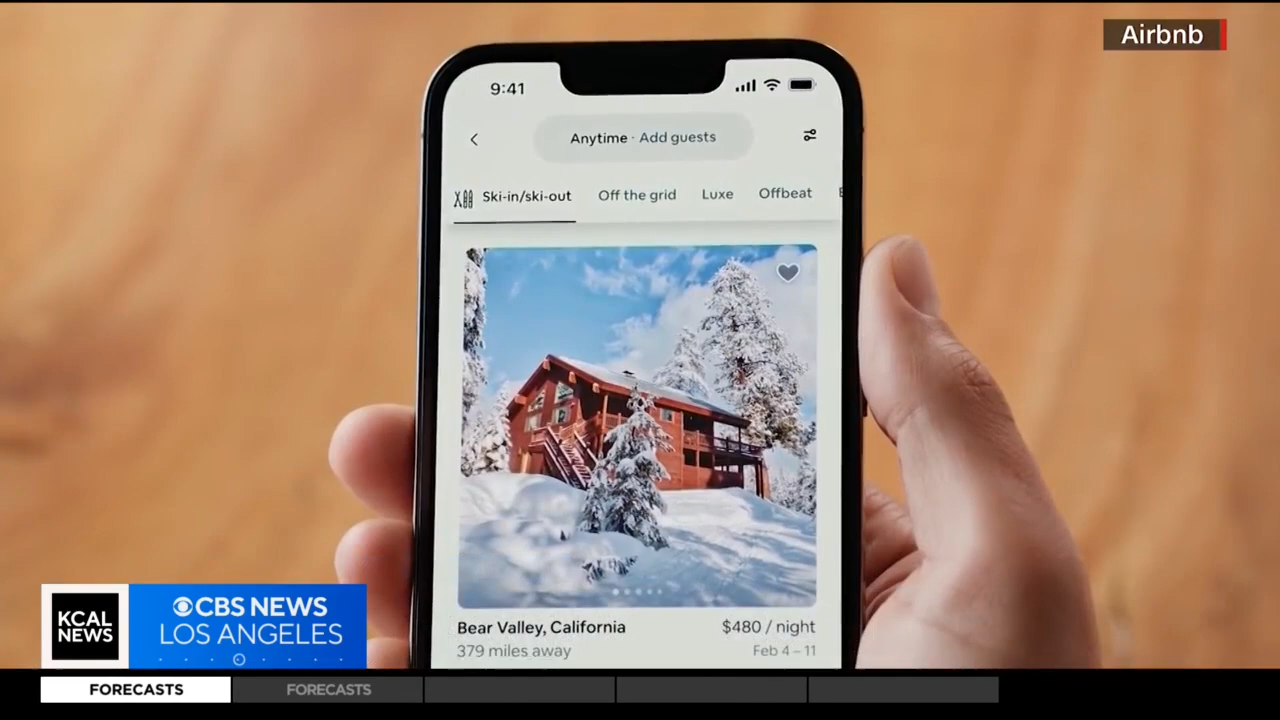 Airbnb
9:41
Anytime · Add guests
Ski-in/ski-out Off the grid Luxe Offbeat
Bear Valley, California $480 / night
379 miles away Feb 4 – 11
KCAL
NEWS
CBS NEWS
LOS ANGELES
FORECASTS FORECASTS